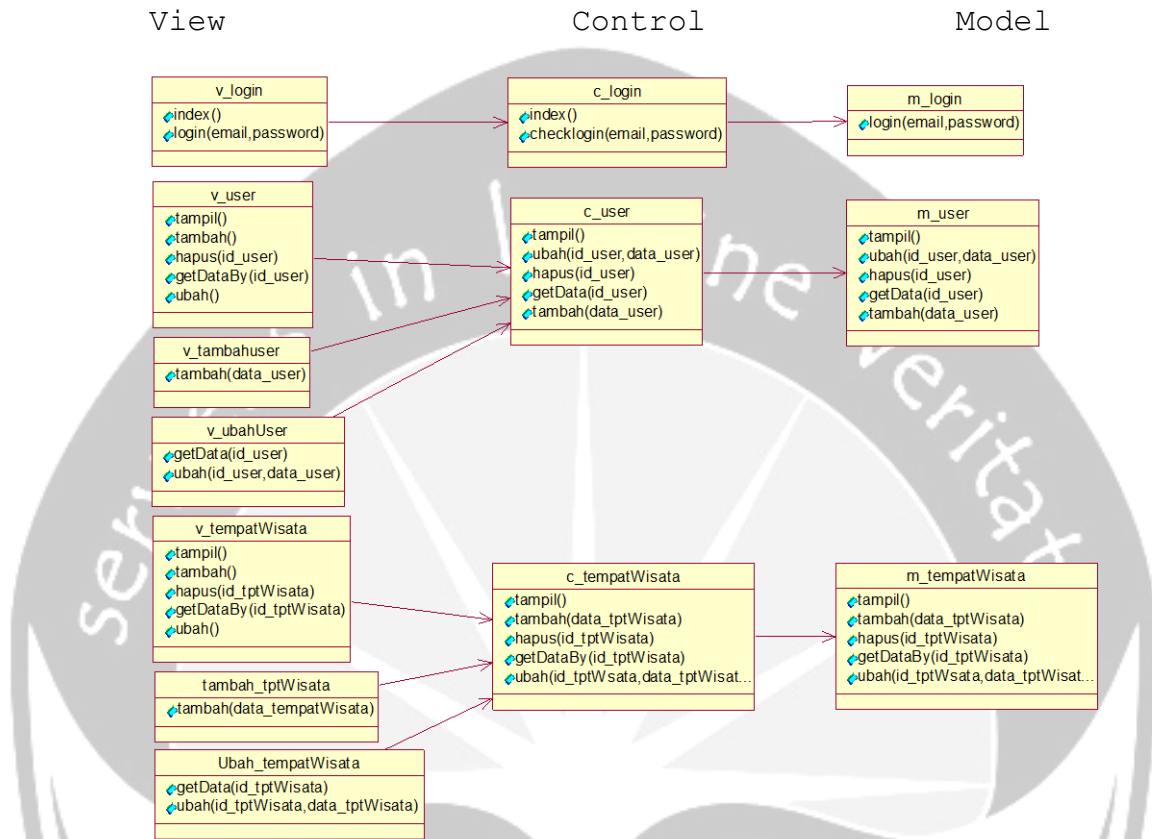 View
Control
Model
v_login
index()
login(email,password)
c_login
index()
checklogin(email,password)
m_login
login(email,password)
v_user
tampil()
tambah()
hapus(id_user)
getDataBy(id_user)
ubah()
c_user
tampil()
ubah(id_user,data_user)
hapus(id_user)
getData(id_user)
tambah(data_user)
m_user
tampil()
ubah(id_user,data_user)
hapus(id_user)
getData(id_user)
tambah(data_user)
v_tambahuser
tambah(data_user)
v_ubahUser
getData(id_user)
ubah(id_user,data_user)
v_tempatWisata
tampil()
tambah()
hapus(id_tptWisata)
getDataBy(id_tptWisata)
ubah()
c_tempatWisata
tampil()
tambah(data_tptWisata)
hapus(id_tptWisata)
getDataBy(id_tptWisata)
ubah(id_tptWsata,data_tptWisat...
m_tempatWisata
tampil()
tambah(data_tptWisata)
hapus(id_tptWisata)
getDataBy(id_tptWisata)
ubah(id_tptWsata,data_tptWisat...
tambah_tptWisata
tambah(data_tempatWisata)
Ubah_tempatWisata
getData(id_tptWisata)
ubah(id_tptWisata,data_tptWisata)
in